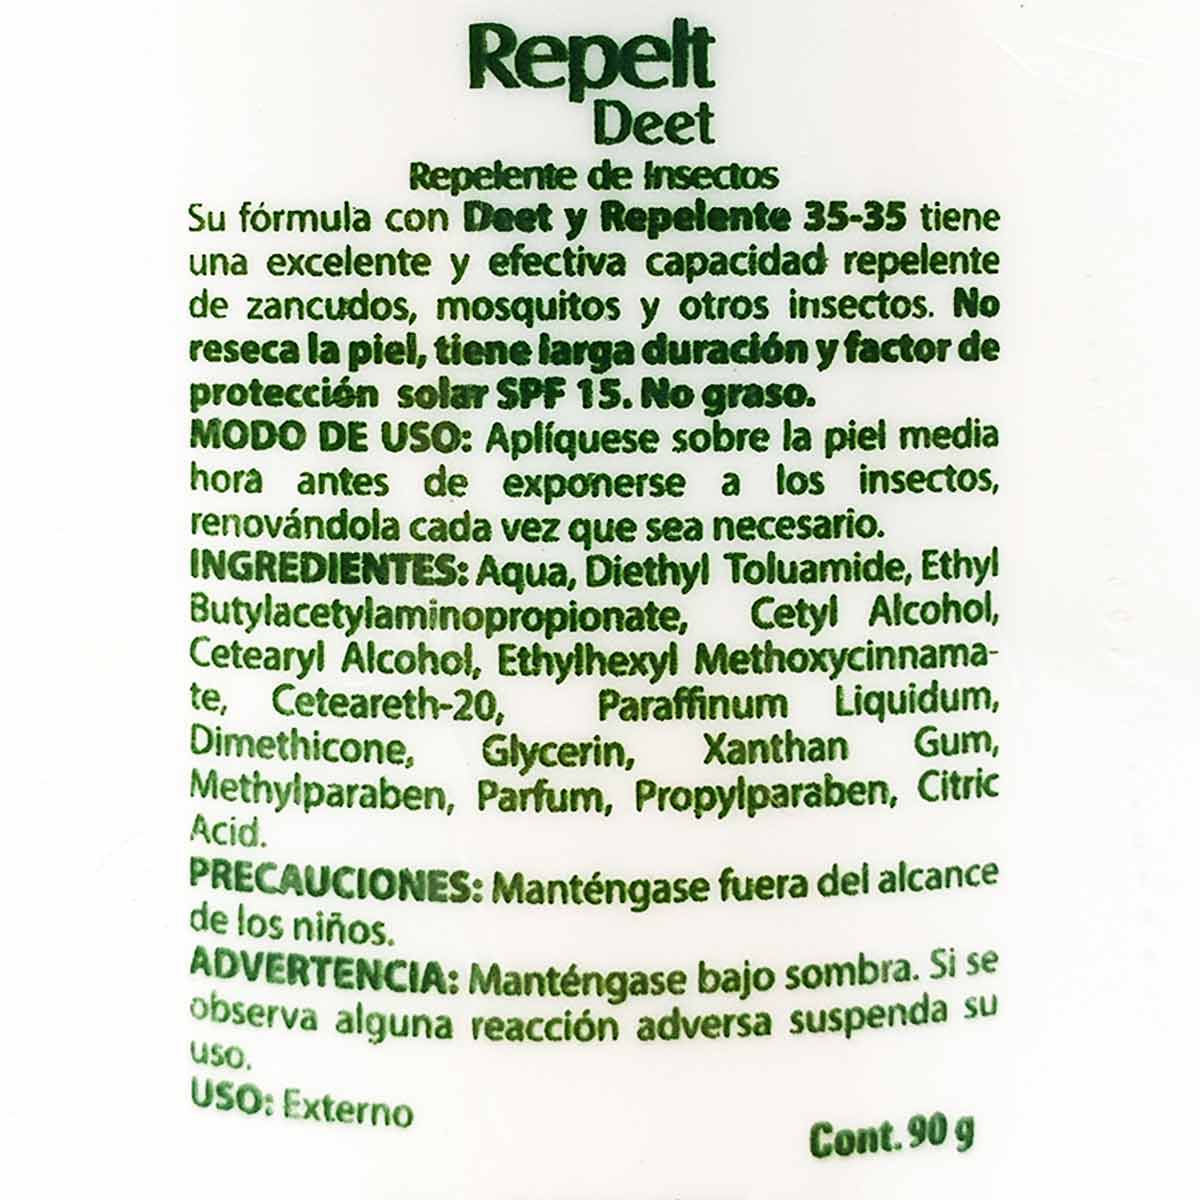 Repelt
Deet
Repelente de Insectos
Su fórmula con Deet y Repelente 35-35 tiene
una excelente y efectiva capacidad repelente
de zancudos, mosquitos y otros insectos. No
reseca la piel, tiene larga duración y factor de
protección solar SPF 15. No graso.
MODO DE USO: Aplíquese sobre la piel media
hora antes de exponerse a los insectos,
renovándola cada vez que sea necesario.
INGREDIENTES: Aqua, Diethyl Toluamide, Ethyl
Butylacetylaminopropionate, Cetyl Alcohol,
Cetearyl Alcohol, Ethylhexyl Methoxycinnama-
te, Ceteareth-20, Paraffinum Liquidum,
Dimethicone, Glycerin, Xanthan Gum,
Methylparaben, Parfum, Propylparaben, Citric
Acid.
PRECAUCIONES: Manténgase fuera del alcance
de los niños.
ADVERTENCIA: Manténgase bajo sombra. Si se
observa alguna reacción adversa suspenda su
uso.
USO: Externo
Cont. 90 g